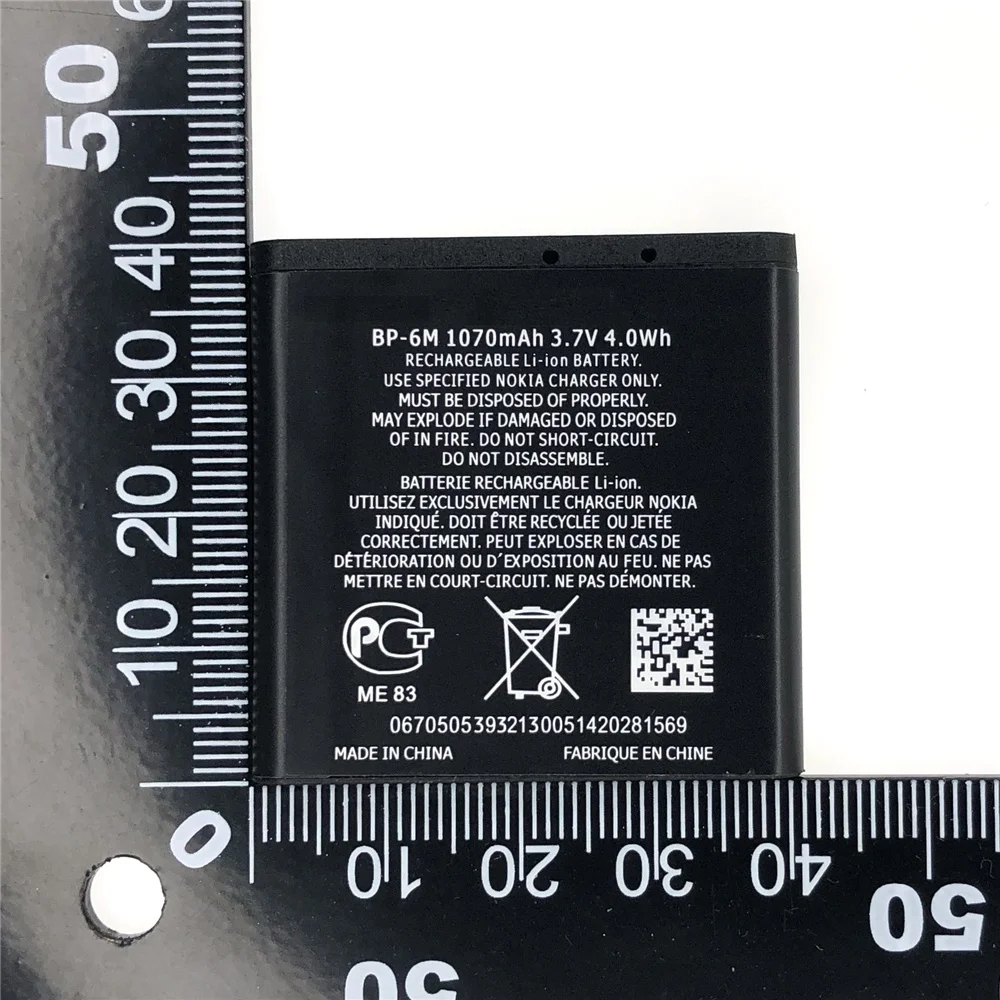 BP-6M 1070mAh 3.7V 4.0Wh
RECHARGEABLE Li-ion BATTERY.
USE SPECIFIED NOKIA CHARGER ONLY.
MUST BE DISPOSED OF PROPERLY.
MAY EXPLODE IF DAMAGED OR DISPOSED
OF IN FIRE. DO NOT SHORT-CIRCUIT.
DO NOT DISASSEMBLE.
BATTERIE RECHARGEABLE Li-ion.
UTILISEZ EXCLUSIVEMENT LE CHARGEUR NOKIA
INDIQUÉ. DOIT ÊTRE RECYCLÉE OU JETÉE
CORRECTEMENT. PEUT EXPLOSER EN CAS DE
DÉTÉRIORATION OU D'EXPOSITION AU FEU. NE PAS
METTRE EN COURT-CIRCUIT. NE PAS DÉMONTER.
PCT
ME 83
0670505393213005142028​1569
MADE IN CHINA FABRIQUE EN CHINE
50
40
30
20
10
0
10 20 30 40 50
50